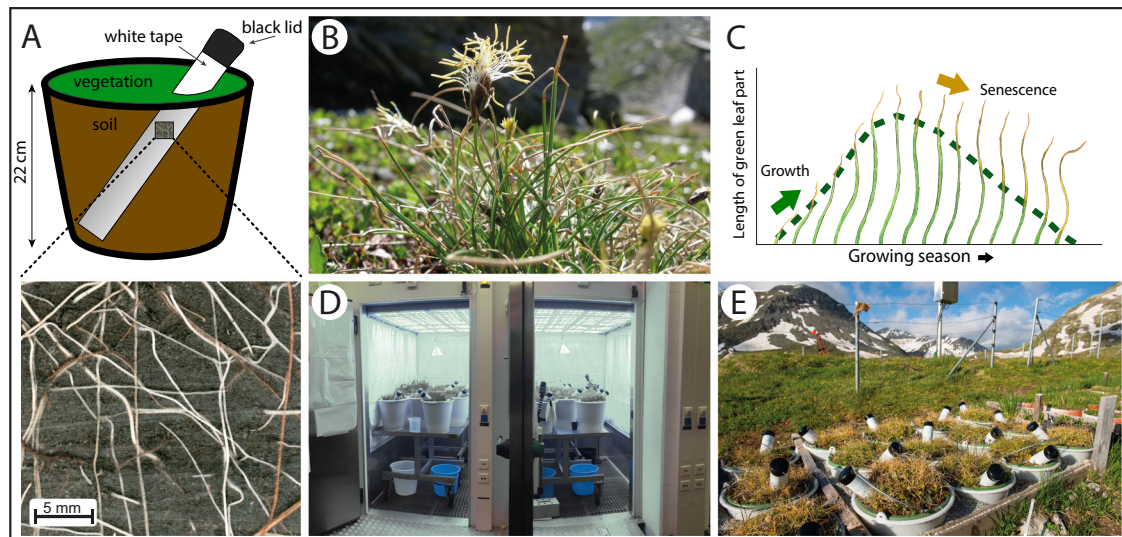 A
white tape
black lid
vegetation
soil
22 cm
5 mm
B
C
Length of green leaf part
Growth
Senescence
Growing season
D
E